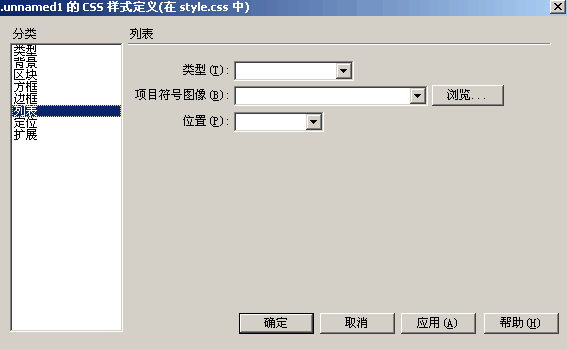 .unnamed1 的 CSS 样式定义(在 style.css 中)
分类
类型
背景
区块
方框
边框
列表
定位
扩展
列表
类型(T):
项目符号图像(B):
浏览...
位置(P):
确定
取消
应用(A)
帮助(H)